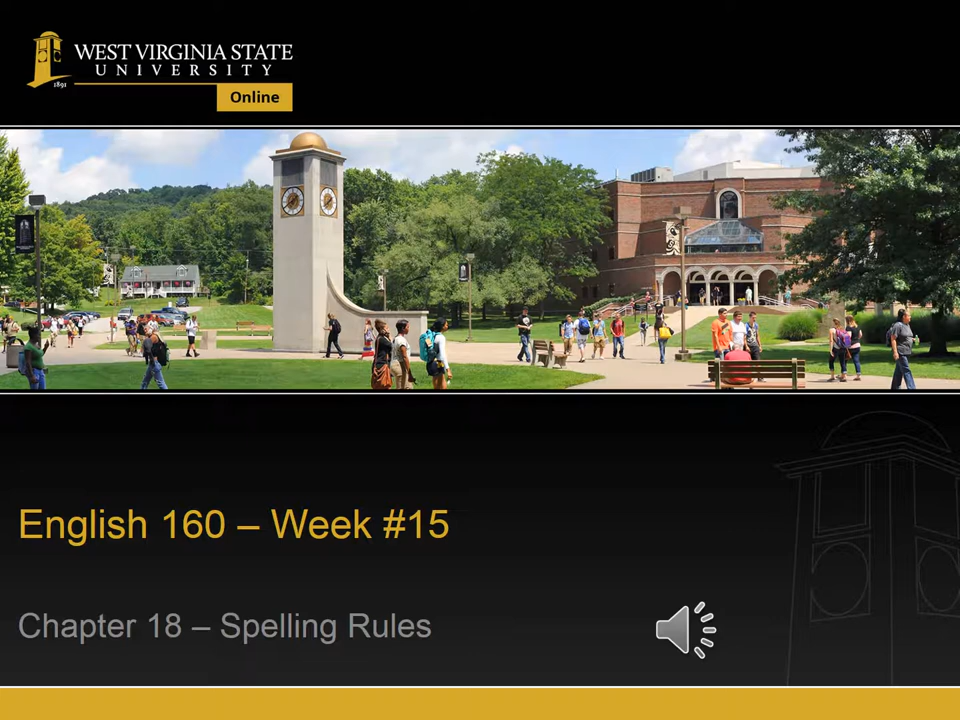 WEST VIRGINIA STATE
UNIVERSITY
1891
Online
English 160 – Week #15
Chapter 18 – Spelling Rules